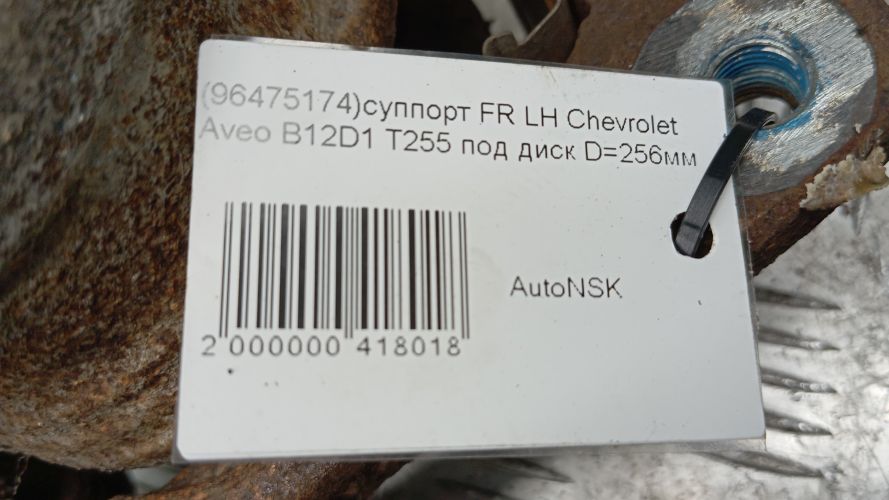 (96475174)суппорт FR LH Chevrolet
Aveo B12D1 T255 под диск D=256мм
AutoNSK
2 000000 418018